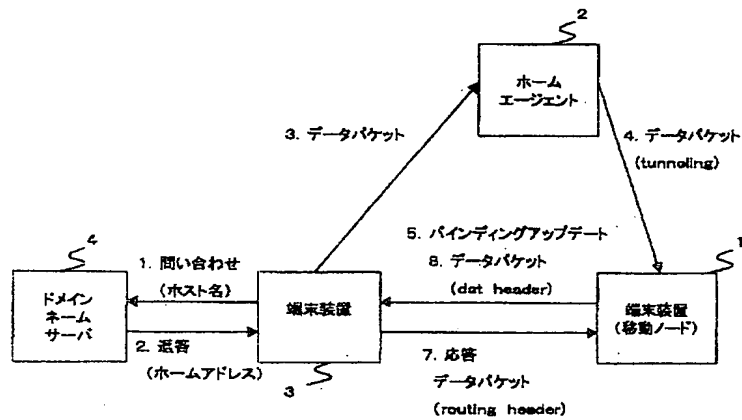 2
ホーム
エージェント
3. データパケット
4. データパケット
(tunneling)
5. バインディングアップデート
6. データパケット
(dst header)
1
端末装置
(移動ノード)
4
ドメイン
ネーム
サーバ
1. 問い合わせ
(ホスト名)
2. 返答
(ホームアドレス)
端末装置
3
7. 応答
データパケット
(routing header)